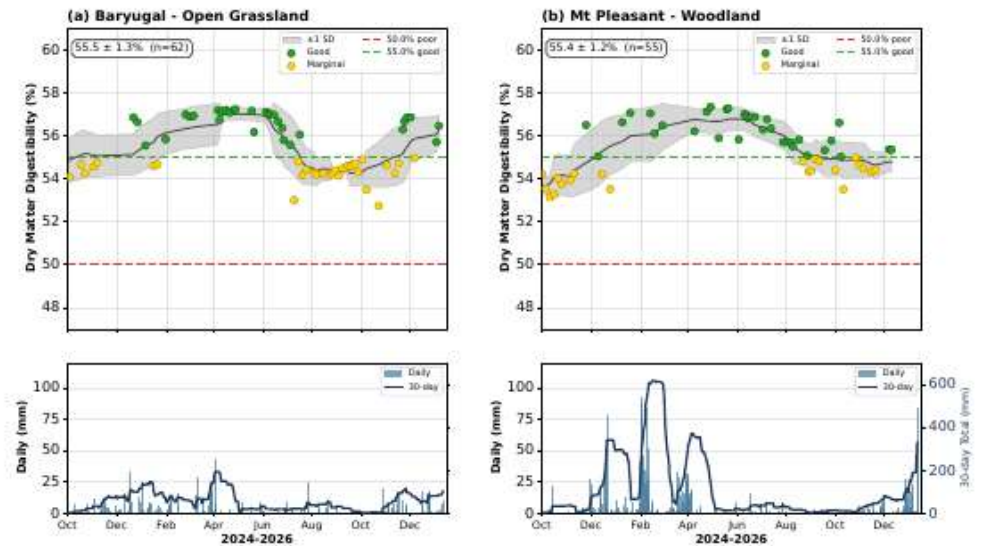 (a) Baryugal - Open Grassland
60
58
56
54
52
50
48
Dry Matter Digestibility (%)
55.5 ± 1.3% (n=62)
±1 SD
Good
Marginal
50.0% poor
55.0% good
(b) Mt Pleasant - Woodland
60
58
56
54
52
50
48
Dry Matter Digestibility (%)
55.4 ± 1.2% (n=55)
±1 SD
Good
Marginal
50.0% poor
55.0% good
100
75
50
25
0
Daily (mm)
Daily
30-day
Oct Dec Feb Apr Jun Aug Oct Dec
2024-2026
100
75
50
25
0
Daily (mm)
Daily
30-day
600
400
200
0
30-day Total (mm)
Oct Dec Feb Apr Jun Aug Oct Dec
2024-2026